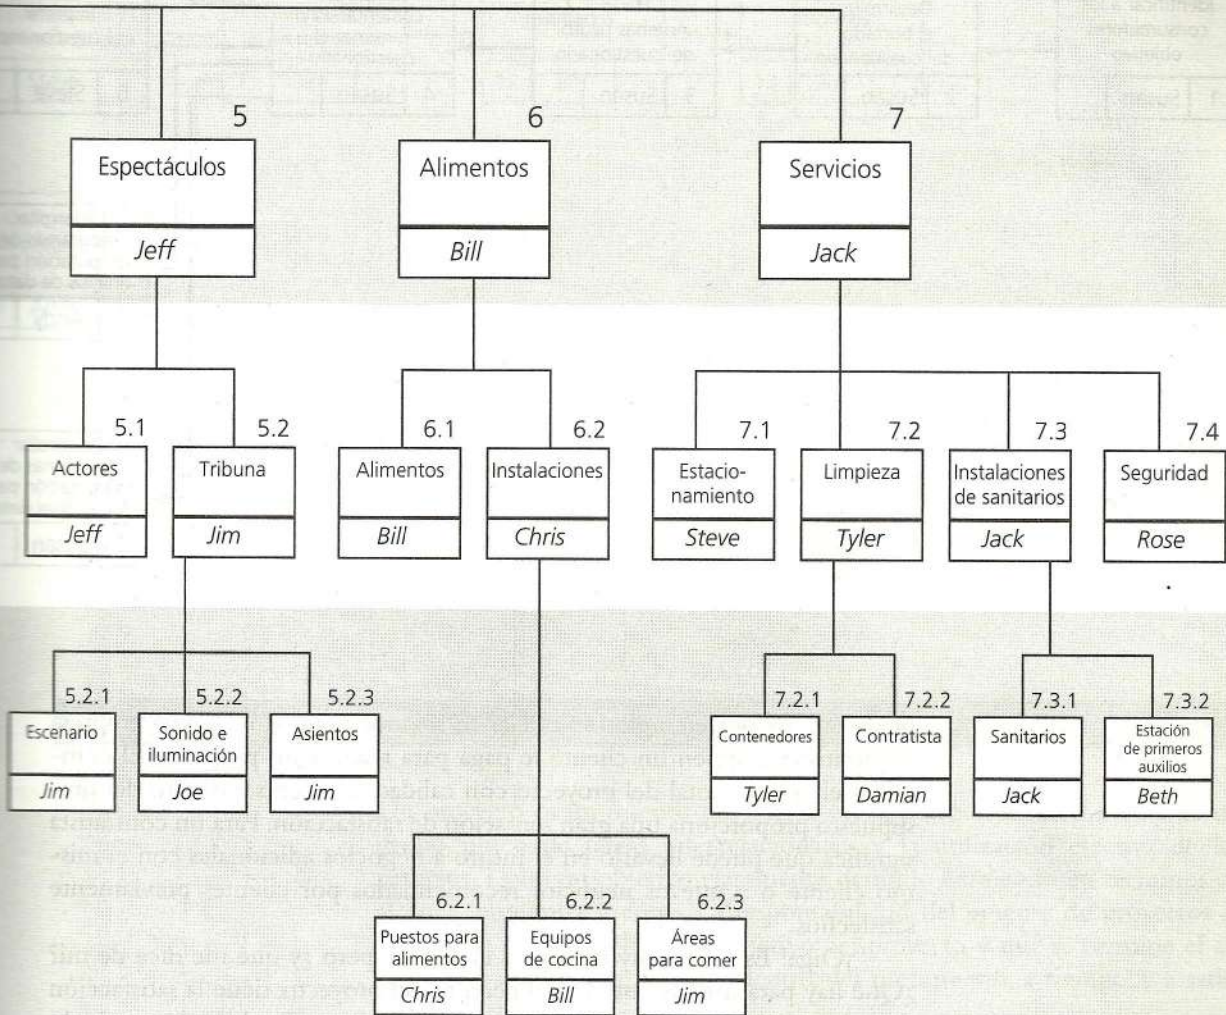 5
Espectáculos
Jeff
6
Alimentos
Bill
7
Servicios
Jack
5.1
Actores
Jeff
5.2
Tribuna
Jim
6.1
Alimentos
Bill
6.2
Instalaciones
Chris
7.1
Estacio-
namiento
Steve
7.2
Limpieza
Tyler
7.3
Instalaciones
de sanitarios
Jack
7.4
Seguridad
Rose
5.2.1
Escenario
Jim
5.2.2
Sonido e
iluminación
Joe
5.2.3
Asientos
Jim
7.2.1
Contenedores
Tyler
7.2.2
Contratista
Damian
7.3.1
Sanitarios
Jack
7.3.2
Estación
de primeros
auxilios
Beth
6.2.1
Puestos para
alimentos
Chris
6.2.2
Equipos
de cocina
Bill
6.2.3
Áreas
para comer
Jim